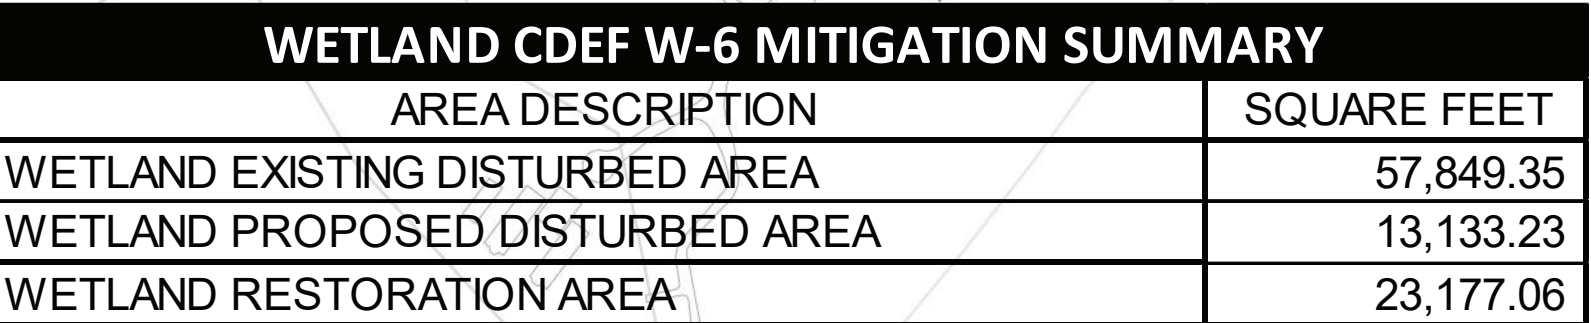 WETLAND CDEF W-6 MITIGATION SUMMARY
AREA DESCRIPTION SQUARE FEET
WETLAND EXISTING DISTURBED AREA 57,849.35
WETLAND PROPOSED DISTURBED AREA 13,133.23
WETLAND RESTORATION AREA 23,177.06